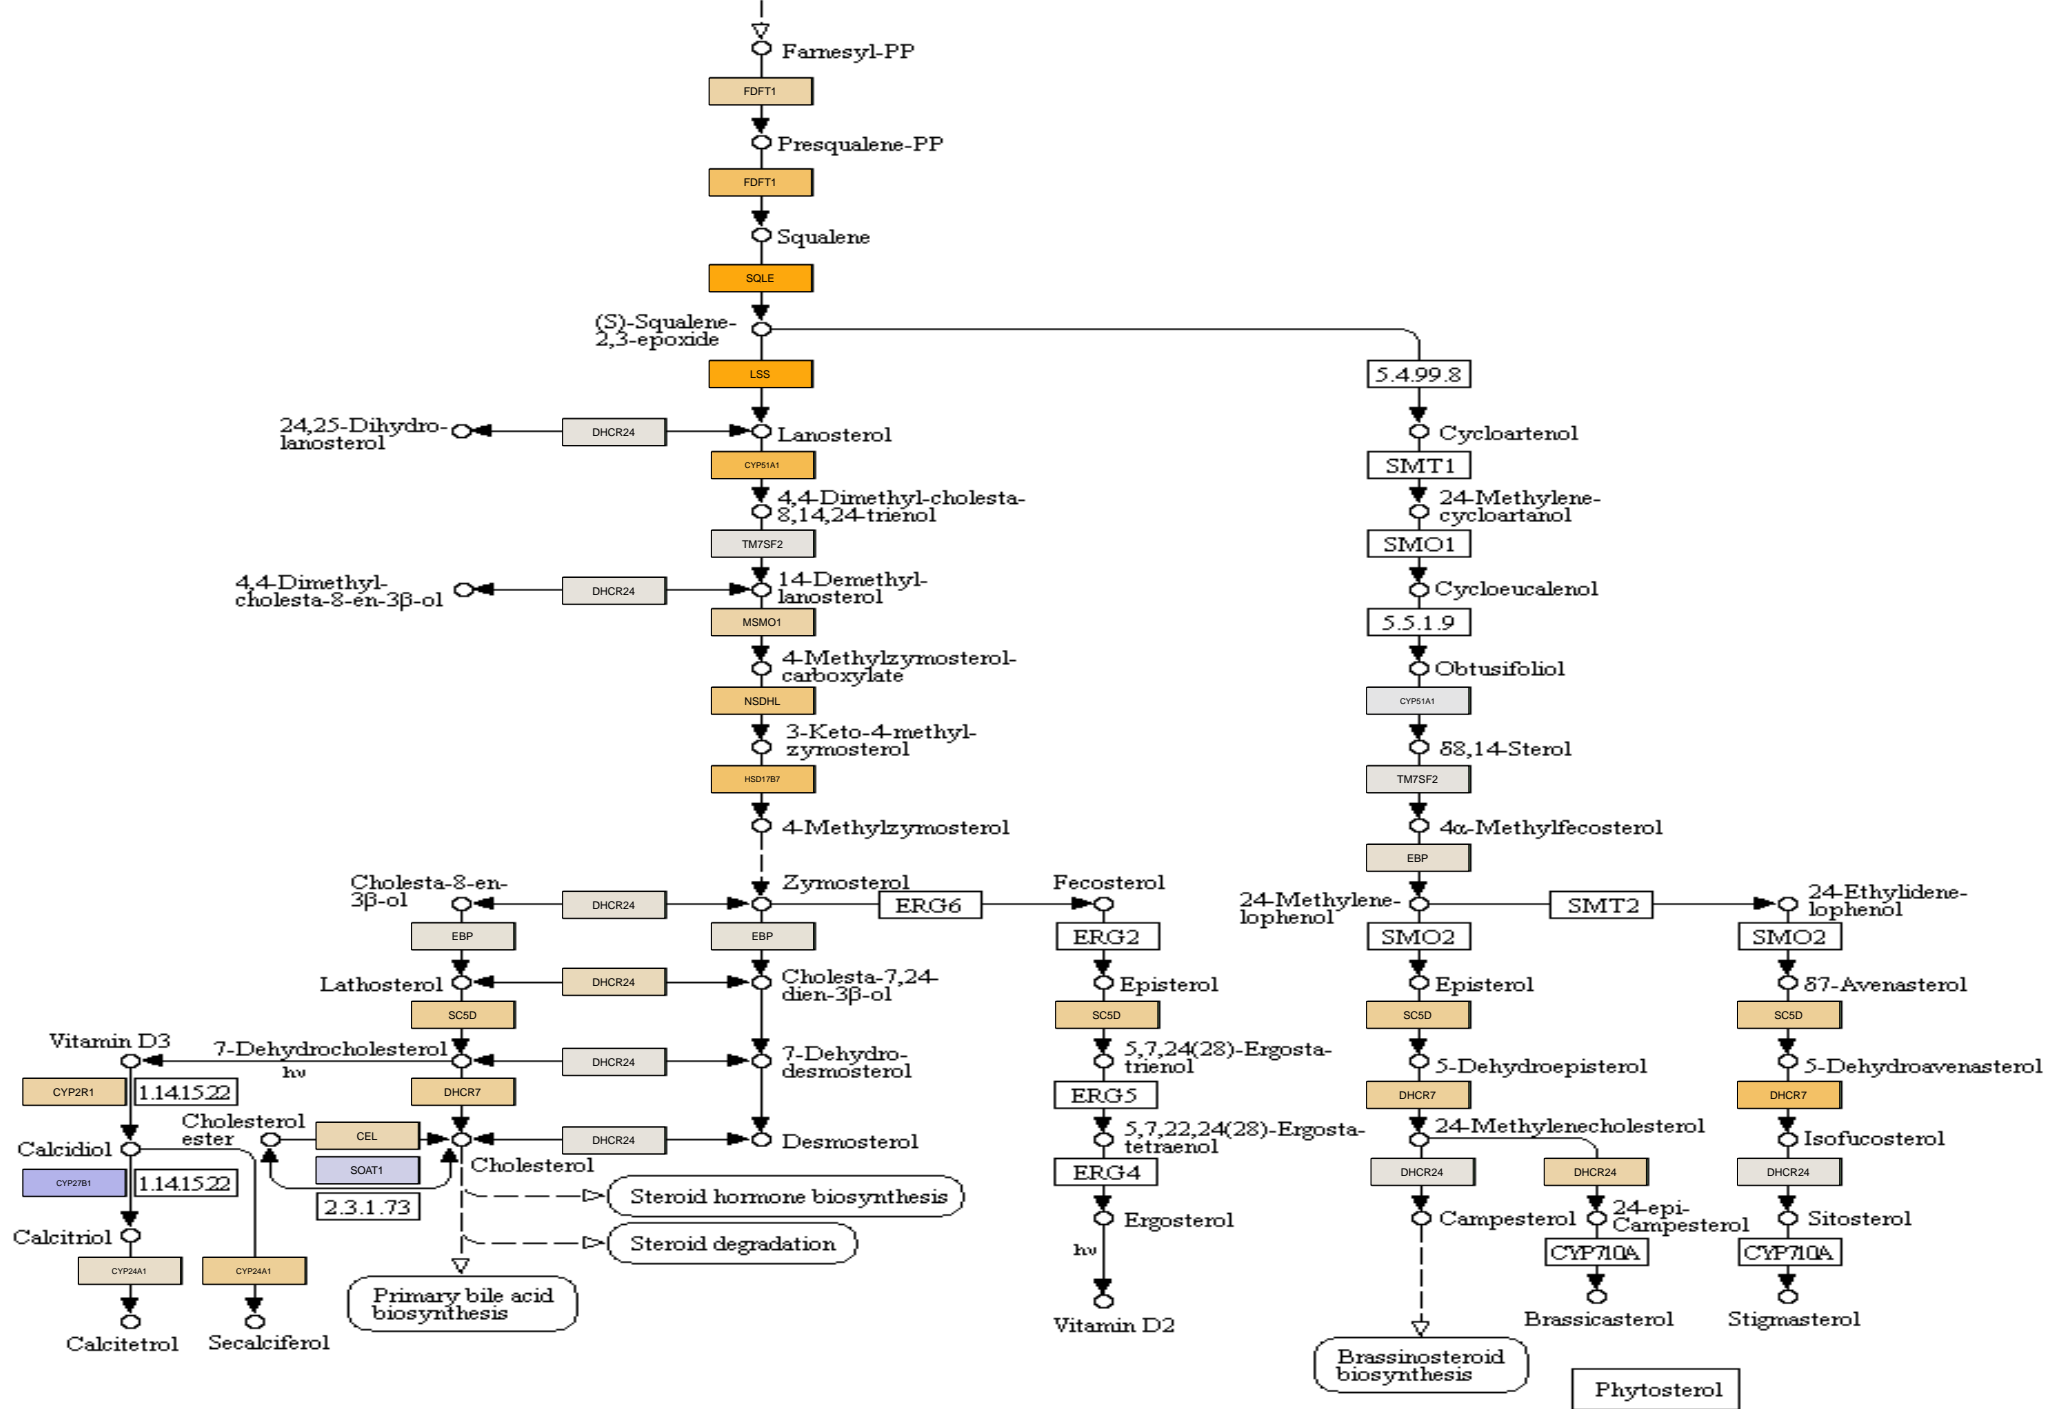 Farnesyl-PP
FDFT1
Presqualene-PP
FDFT1
Squalene
SQLE
(S)-Squalene-
2,3-epoxide
LSS
5.4.99.8
24,25-Dihydro-
lanosterol
DHCR24
Lanosterol
Cycloartenol
CYP51A1
SMT1
4,4-Dimethyl-cholesta-
8,14,24-trienol
24-Methylene-
cycloartanol
TM7SF2
SMO1
4,4-Dimethyl-
cholesta-8-en-3β-ol
DHCR24
14-Demethyl-
lanosterol
Cycloeucalenol
MSMO1
5.5.1.9
4-Methylzymosterol-
carboxylate
Obtusifoliol
NSDHL
CYP51A1
3-Keto-4-methyl-
zymosterol
δ8,14-Sterol
HSD17B7
TM7SF2
4-Methylzymosterol
4α-Methylfecosterol
EBP
Cholesta-8-en-
3β-ol
DHCR24
Zymosterol
ERG6
Fecosterol
24-Methylene-
lophenol
SMT2
24-Ethylidene-
lophenol
EBP
EBP
ERG2
SMO2
SMO2
Lathosterol
DHCR24
Cholesta-7,24-
dien-3β-ol
Episterol
Episterol
δ7-Avenasterol
SC5D
SC5D
SC5D
SC5D
Vitamin D3
7-Dehydrocholesterol
hν
DHCR24
7-Dehydro-
desmosterol
5,7,24(28)-Ergosta-
trienol
5-Dehydroepisterol
5-Dehydroavenasterol
CYP2R1
1.14.15.22
DHCR7
ERG5
DHCR7
DHCR7
Cholesterol
ester
CEL
Calcidiol
DHCR24
Desmosterol
5,7,22,24(28)-Ergosta-
tetraenol
24-Methylenecholesterol
Isofucosterol
SOAT1
Cholesterol
CYP27B1
1.14.15.22
ERG4
DHCR24
DHCR24
DHCR24
2.3.1.73
Steroid hormone biosynthesis
Calcitriol
Ergosterol
Campesterol
24-epi-
Campesterol
Sitosterol
Steroid degradation
hν
CYP710A
CYP710A
CYP24A1
CYP24A1
Primary bile acid
biosynthesis
Vitamin D2
Brassicasterol
Stigmasterol
Calcitetrol
Secalciferol
Brassinosteroid
biosynthesis
Phytosterol